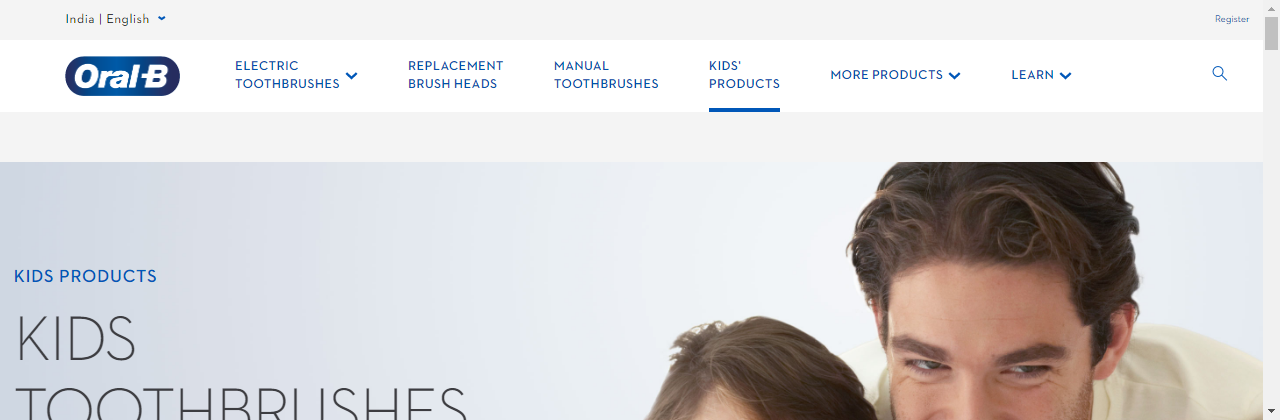 India | English
Register
Oral-B
ELECTRIC
TOOTHBRUSHES
REPLACEMENT
BRUSH HEADS
MANUAL
TOOTHBRUSHES
KIDS'
PRODUCTS
MORE PRODUCTS
LEARN
KIDS PRODUCTS
KIDS
TOOTHBRUSHES